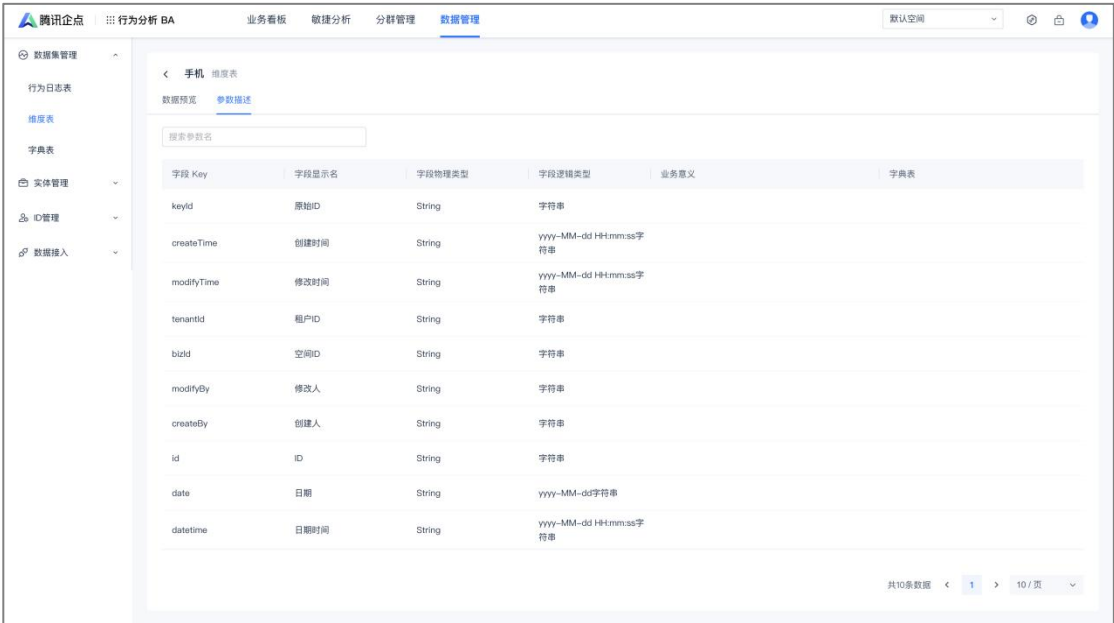 腾讯企点 行为分析 BA 业务看板 敏捷分析 分群管理 数据管理 默认空间
数据集管理
行为日志表
维度表
字典表
实体管理
ID管理
数据接入
手机 维度表
数据预览 参数描述
搜索参数名
字段 Key 字段显示名 字段物理类型 字段逻辑类型 业务意义 字典表
keyId 原始ID String 字符串
createTime 创建时间 String yyyy-MM-dd HH:mm:ss字
符串
modifyTime 修改时间 String yyyy-MM-dd HH:mm:ss字
符串
tenantId 租户ID String 字符串
bizId 空间ID String 字符串
modifyBy 修改人 String 字符串
createBy 创建人 String 字符串
id ID String 字符串
date 日期 String yyyy-MM-dd字符串
datetime 日期时间 String yyyy-MM-dd HH:mm:ss字
符串
共10条数据 1 10 / 页